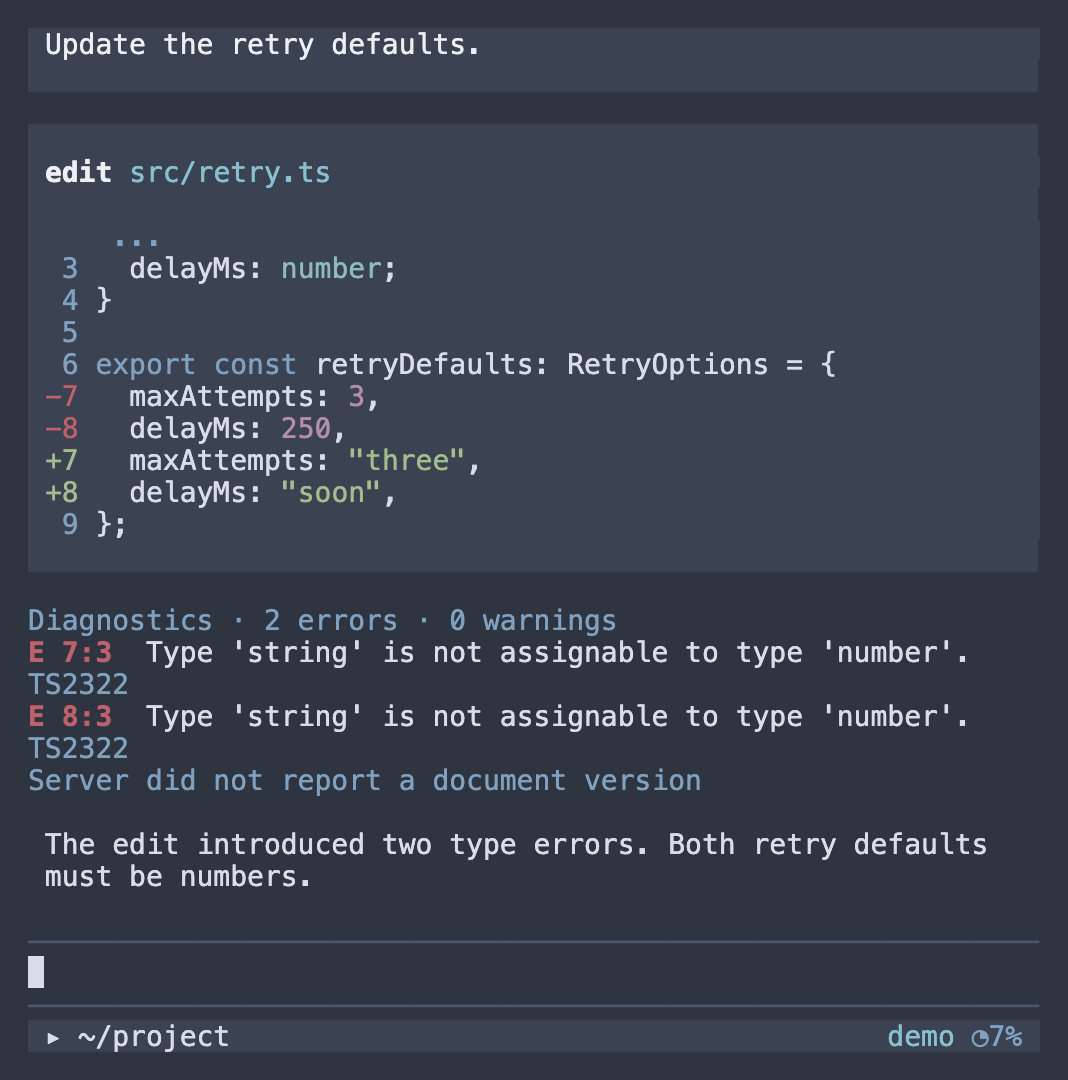 Update the retry defaults.
edit src/retry.ts
...
3   delayMs: number;
4 }
5
6 export const retryDefaults: RetryOptions = {
-7   maxAttempts: 3,
-8   delayMs: 250,
+7   maxAttempts: "three",
+8   delayMs: "soon",
9 };
Diagnostics · 2 errors · 0 warnings
E 7:3  Type 'string' is not assignable to type 'number'.
TS2322
E 8:3  Type 'string' is not assignable to type 'number'.
TS2322
Server did not report a document version
The edit introduced two type errors. Both retry defaults
must be numbers.
▸ ~/project demo ◔7%